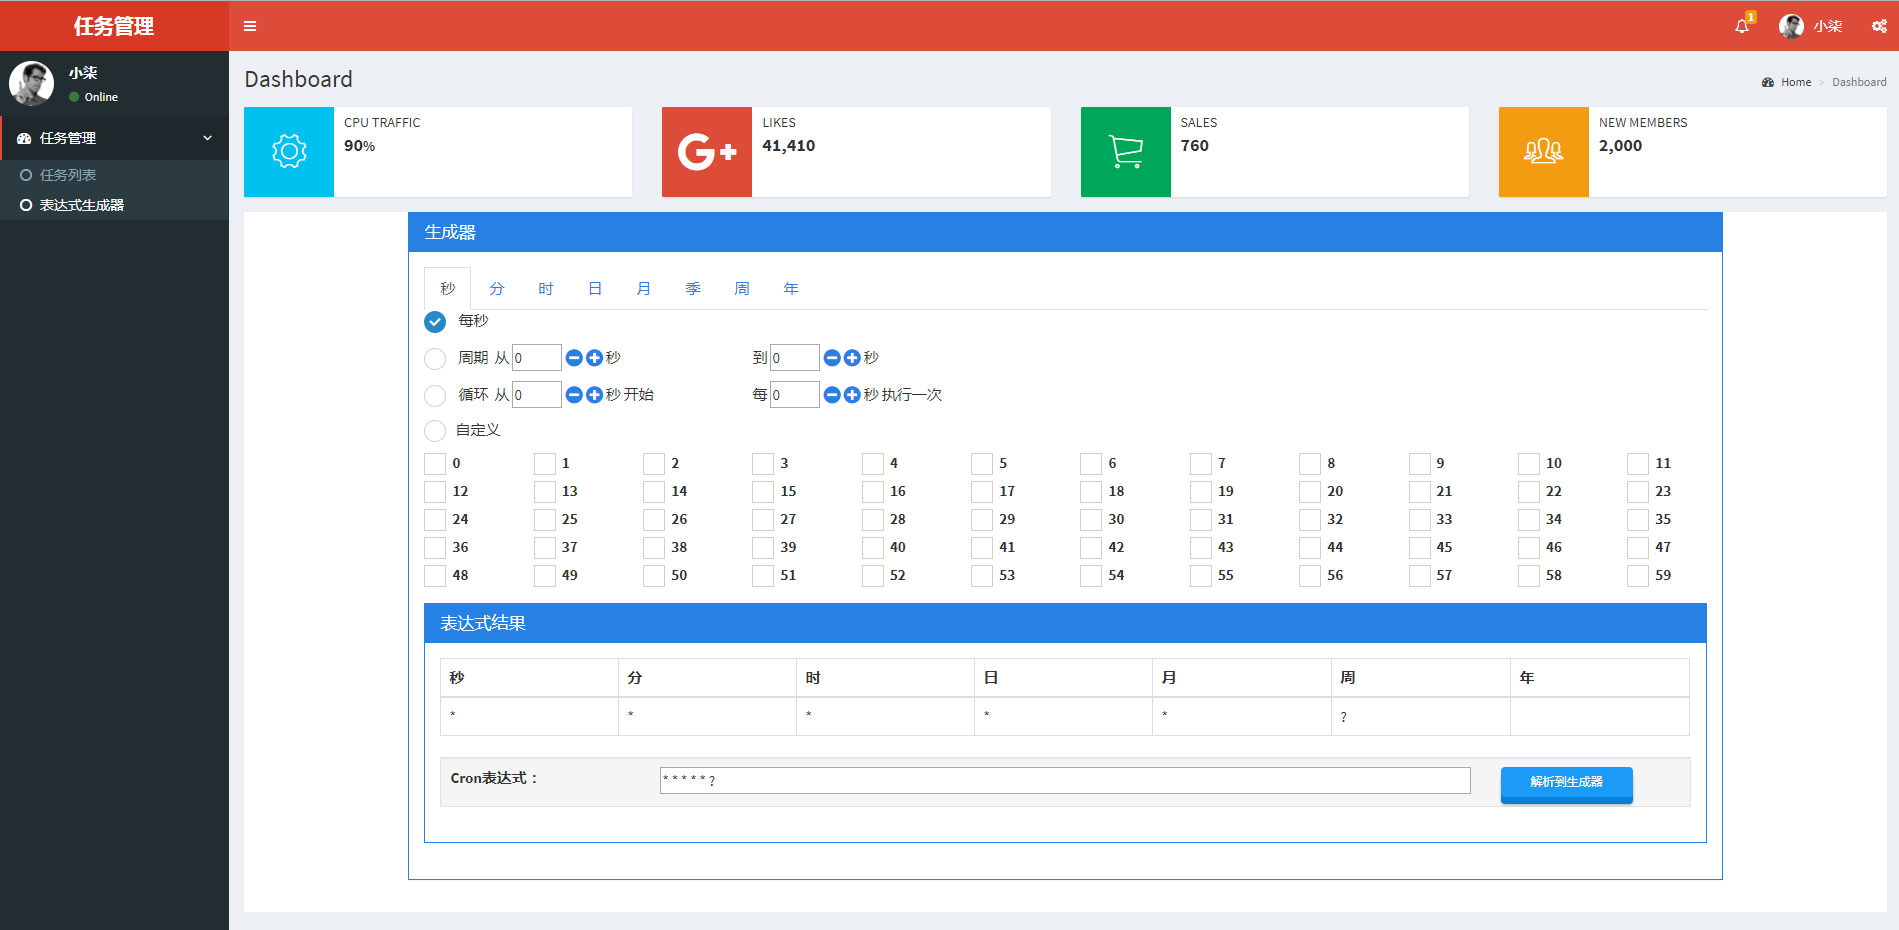 任务管理
1
小柒
小柒
Online
任务管理
任务列表
表达式生成器
Dashboard
Home > Dashboard
CPU TRAFFIC
90%
G+
LIKES
41,410
SALES
760
NEW MEMBERS
2,000
生成器
秒 分 时 日 月 季 周 年
每秒
周期 从 0 秒 到 0 秒
循环 从 0 秒 开始 每 0 秒 执行一次
自定义
0 1 2 3 4 5 6 7 8 9 10 11
12 13 14 15 16 17 18 19 20 21 22 23
24 25 26 27 28 29 30 31 32 33 34 35
36 37 38 39 40 41 42 43 44 45 46 47
48 49 50 51 52 53 54 55 56 57 58 59
表达式结果
秒 分 时 日 月 周 年
* * * * * ?
Cron表达式： * * * * * ? 解析到生成器